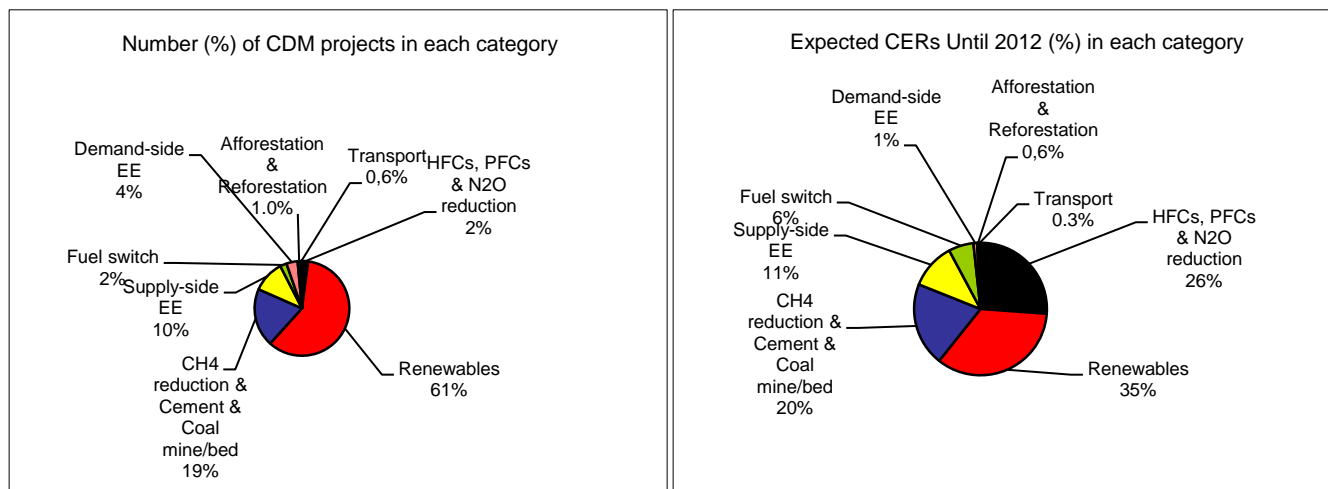 Number (%) of CDM projects in each category
Demand-side
EE
4%
Afforestation
&
Reforestation
1.0%
Transport
0,6%
HFCs, PFCs
& N2O
reduction
2%
Fuel switch
2%
Supply-side
EE
10%
CH4
reduction &
Cement &
Coal
mine/bed
19%
Renewables
61%
Expected CERs Until 2012 (%) in each category
Demand-side
EE
1%
Afforestation
&
Reforestation
0,6%
Fuel switch
6%
Transport
0.3%
HFCs, PFCs
& N2O
reduction
26%
Supply-side
EE
11%
CH4
reduction &
Cement &
Coal
mine/bed
20%
Renewables
35%